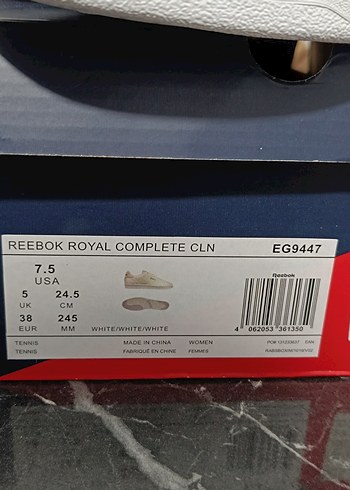 REEBOK ROYAL COMPLETE CLN EG9447
7.5
USA
5 24.5
UK CM
38 245
EUR MM WHITE/WHITE/WHITE
Reebok
4 062053 361350
TENNIS MADE IN CHINA WOMEN
TENNIS FABRIQUÉ EN CHINE FEMMES